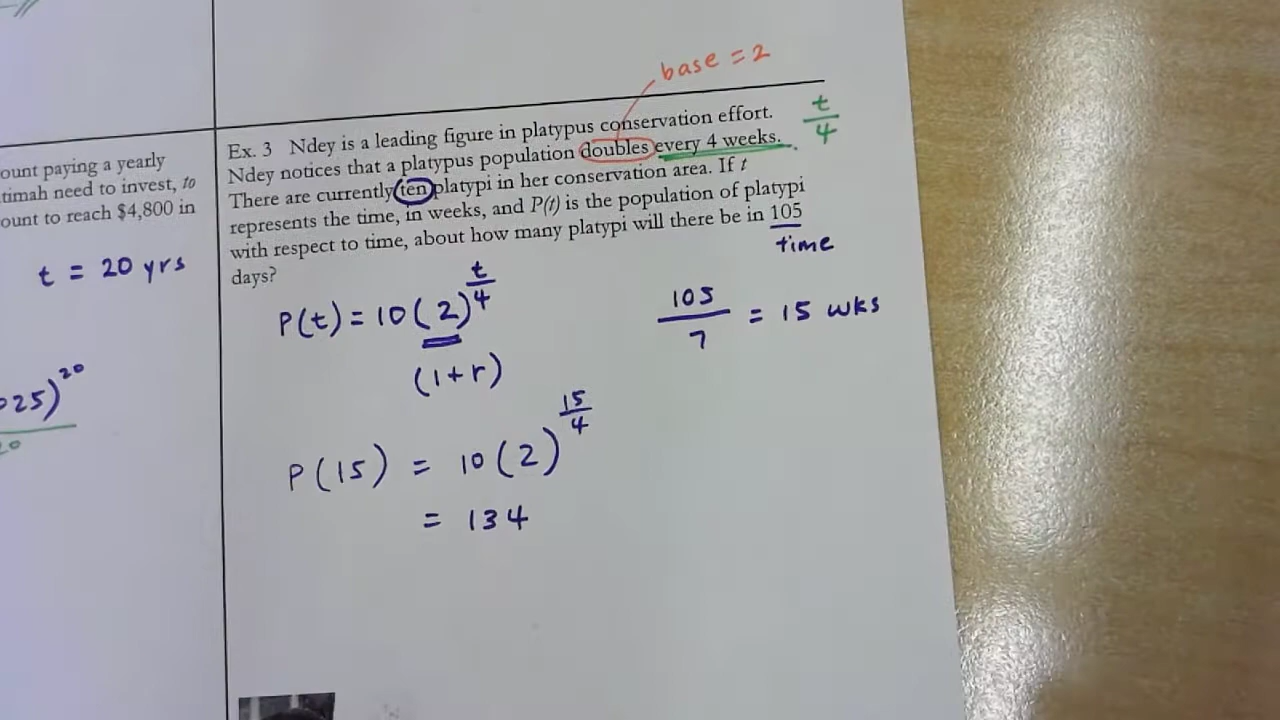 base = 2
ount paying a yearly
timah need to invest, to
ount to reach $4,800 in
t = 20 yrs
025)^20
20
Ex. 3 Ndey is a leading figure in platypus conservation effort.
Ndey notices that a platypus population doubles every 4 weeks.
There are currently ten platypi in her conservation area. If t
represents the time, in weeks, and P(t) is the population of platypi
with respect to time, about how many platypi will there be in 105
days?
t/4
time
P(t) = 10(2)^t/4
(1+r)
105/7 = 15 wks
P(15) = 10(2)^15/4
= 134